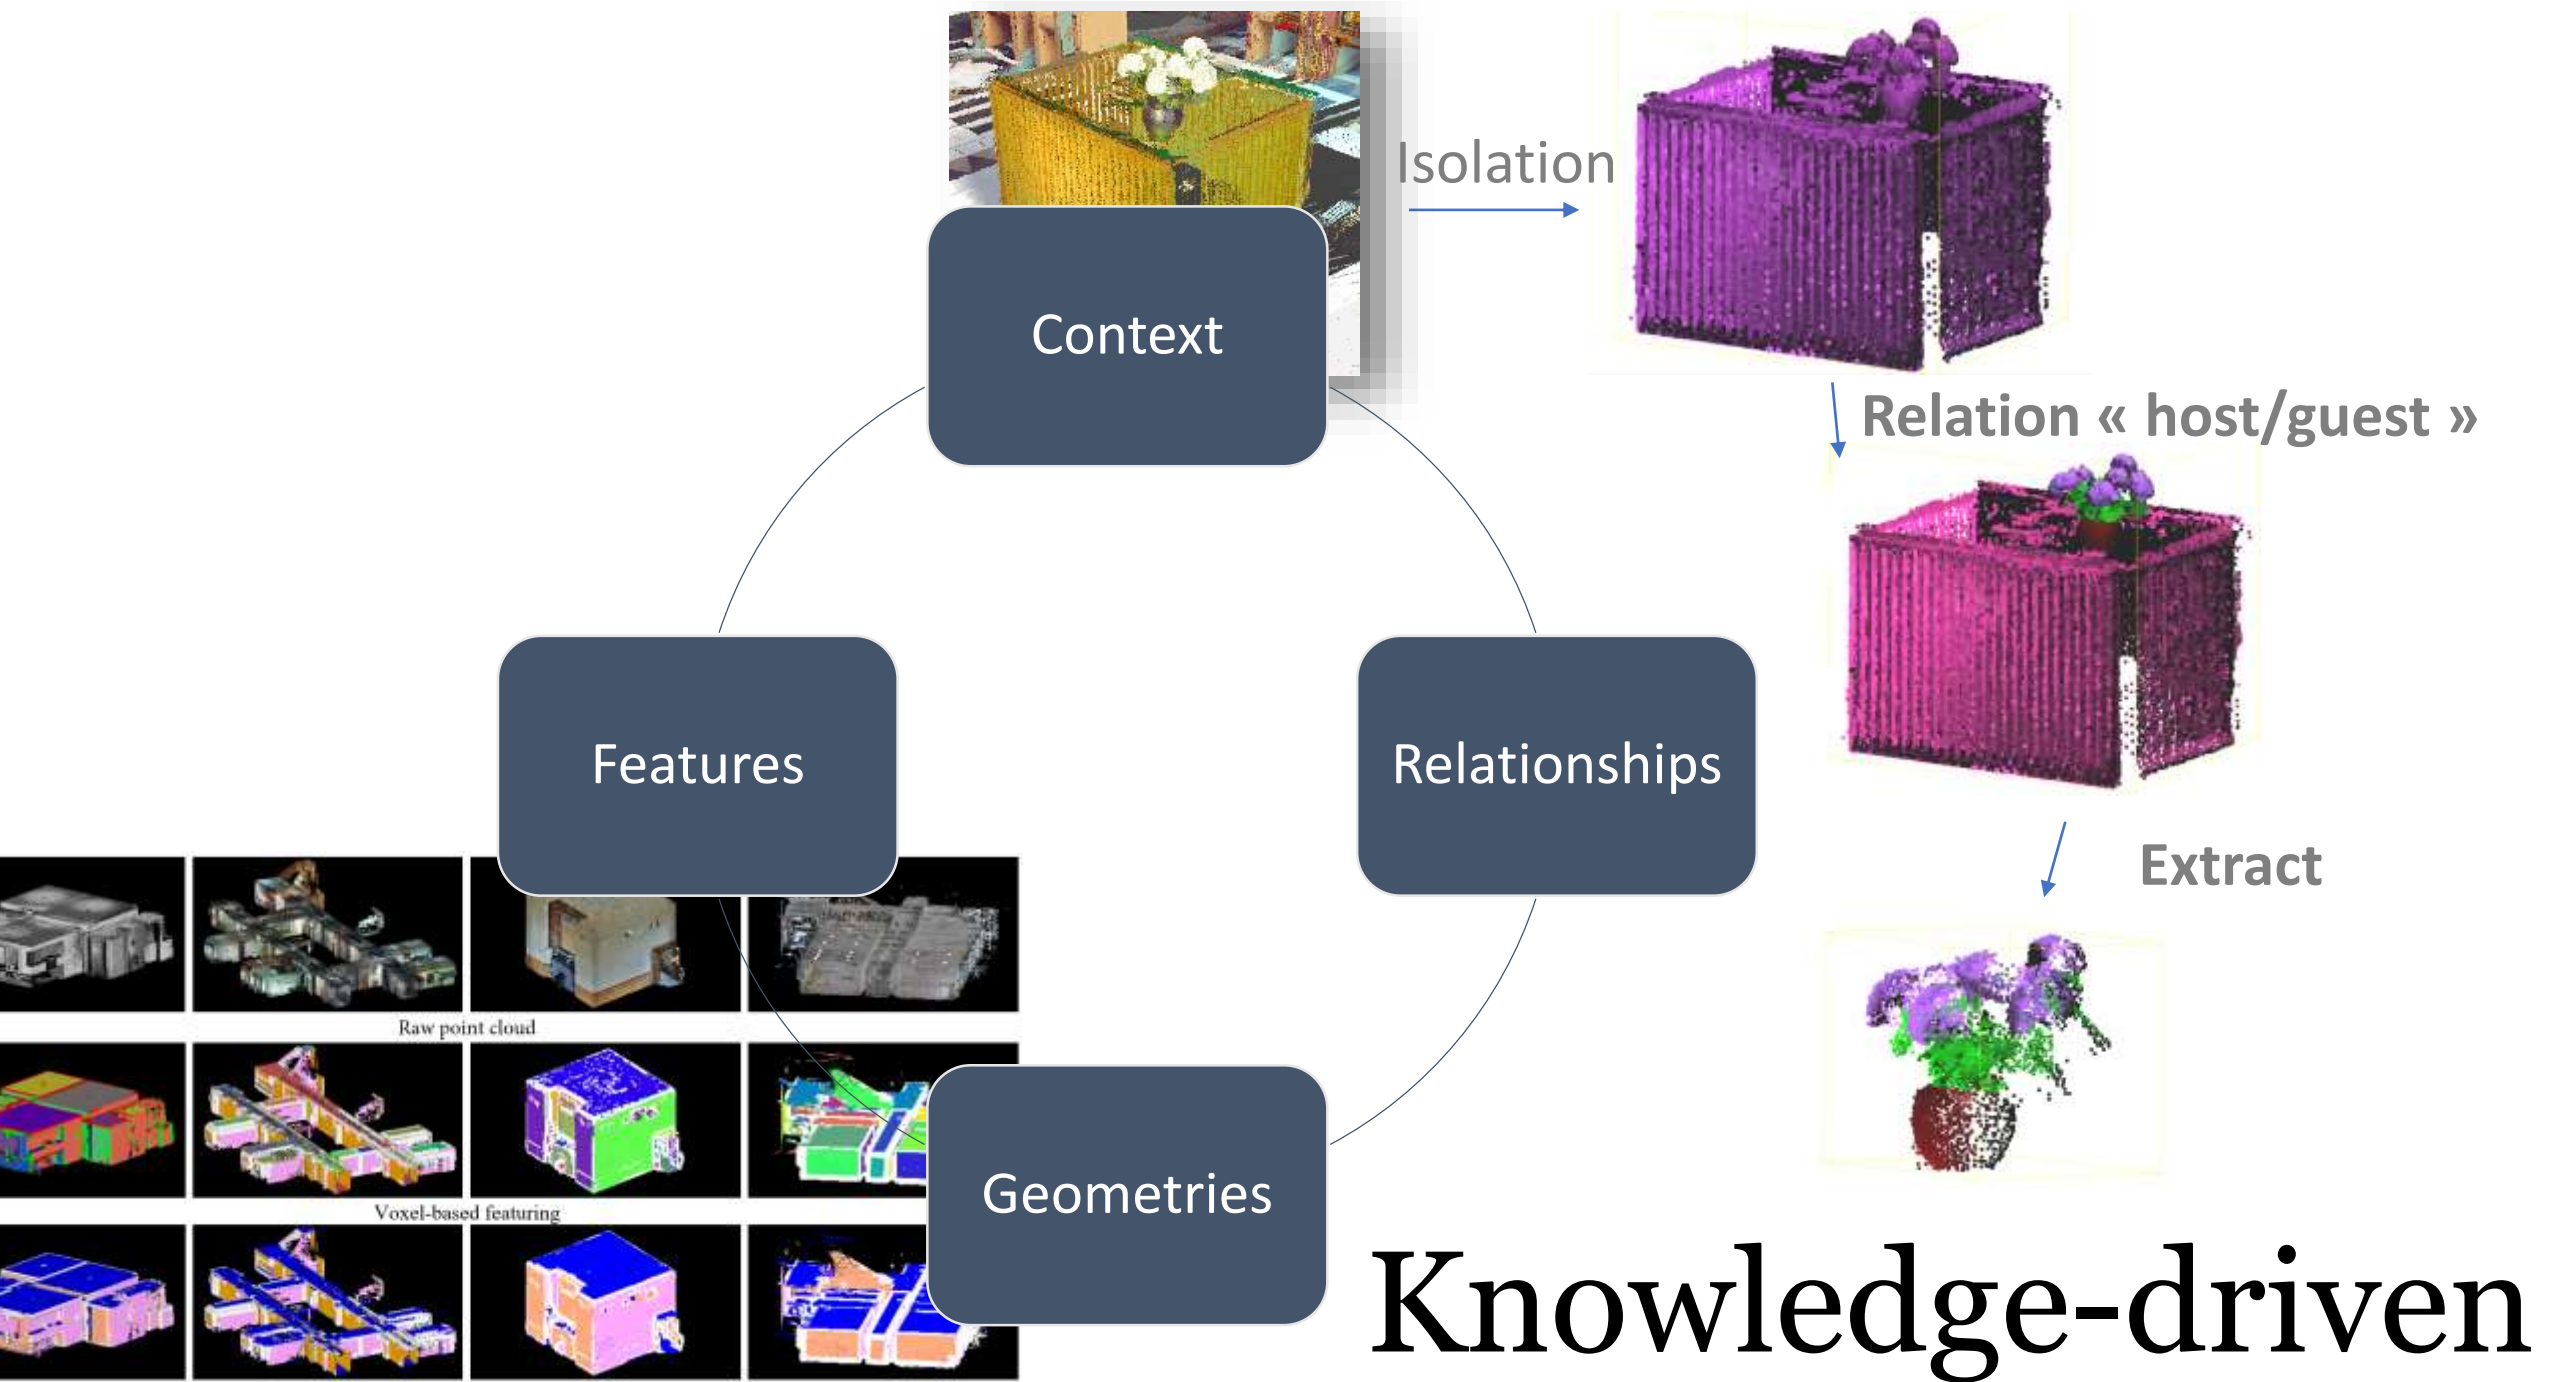 Isolation
Context
Relation « host/guest »
Features
Relationships
Extract
Raw point cloud
Voxel-based featuring
Geometries
Knowledge-driven